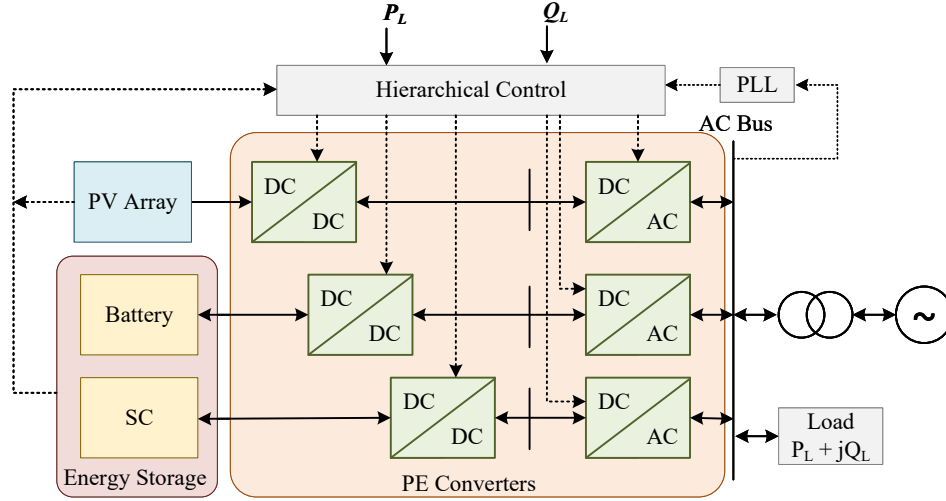 P_L
Q_L
Hierarchical Control
PLL
AC Bus
PV Array
DC
DC
DC
AC
Battery
DC
DC
DC
AC
~
SC
DC
DC
DC
AC
Load
P_L + jQ_L
Energy Storage
PE Converters